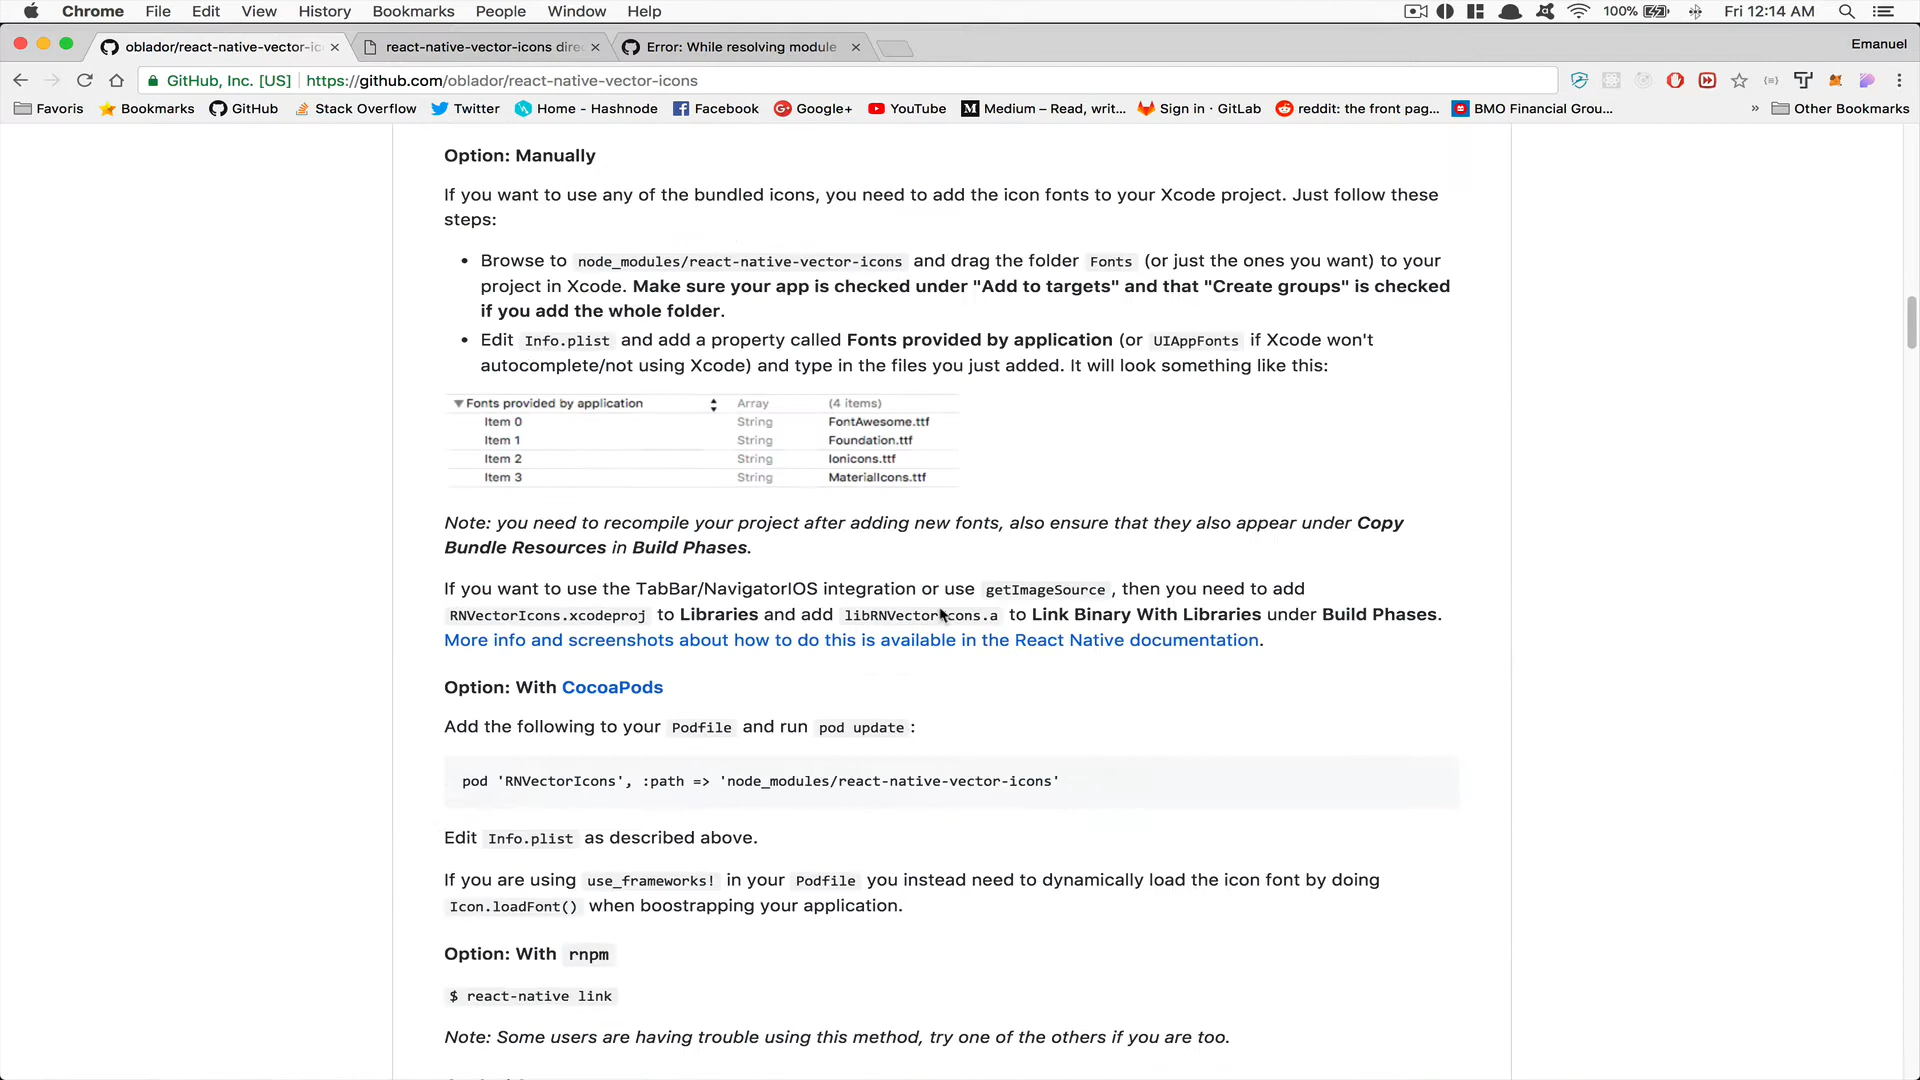 Chrome File Edit View History Bookmarks People Window Help 100% Fri 12:14 AM
oblador/react-native-vector-ic react-native-vector-icons direc Error: While resolving module Emanuel
GitHub, Inc. [US] https://github.com/oblador/react-native-vector-icons
Favoris Bookmarks GitHub Stack Overflow Twitter Home - Hashnode Facebook Google+ YouTube Medium – Read, writ... Sign in · GitLab reddit: the front pag... BMO Financial Grou... » Other Bookmarks
Option: Manually
If you want to use any of the bundled icons, you need to add the icon fonts to your Xcode project. Just follow these
steps:
• Browse to node_modules/react-native-vector-icons and drag the folder Fonts (or just the ones you want) to your
project in Xcode. Make sure your app is checked under "Add to targets" and that "Create groups" is checked
if you add the whole folder.
• Edit Info.plist and add a property called Fonts provided by application (or UIAppFonts if Xcode won't
autocomplete/not using Xcode) and type in the files you just added. It will look something like this:
Fonts provided by application Array (4 items)
Item 0 String FontAwesome.ttf
Item 1 String Foundation.ttf
Item 2 String Ionicons.ttf
Item 3 String MaterialIcons.ttf
Note: you need to recompile your project after adding new fonts, also ensure that they also appear under Copy
Bundle Resources in Build Phases.
If you want to use the TabBar/NavigatorIOS integration or use getImageSource, then you need to add
RNVectorIcons.xcodeproj to Libraries and add libRNVectorIcons.a to Link Binary With Libraries under Build Phases.
More info and screenshots about how to do this is available in the React Native documentation.
Option: With CocoaPods
Add the following to your Podfile and run pod update:
pod 'RNVectorIcons', :path => 'node_modules/react-native-vector-icons'
Edit Info.plist as described above.
If you are using use_frameworks! in your Podfile you instead need to dynamically load the icon font by doing
Icon.loadFont() when boostrapping your application.
Option: With rnpm
$ react-native link
Note: Some users are having trouble using this method, try one of the others if you are too.